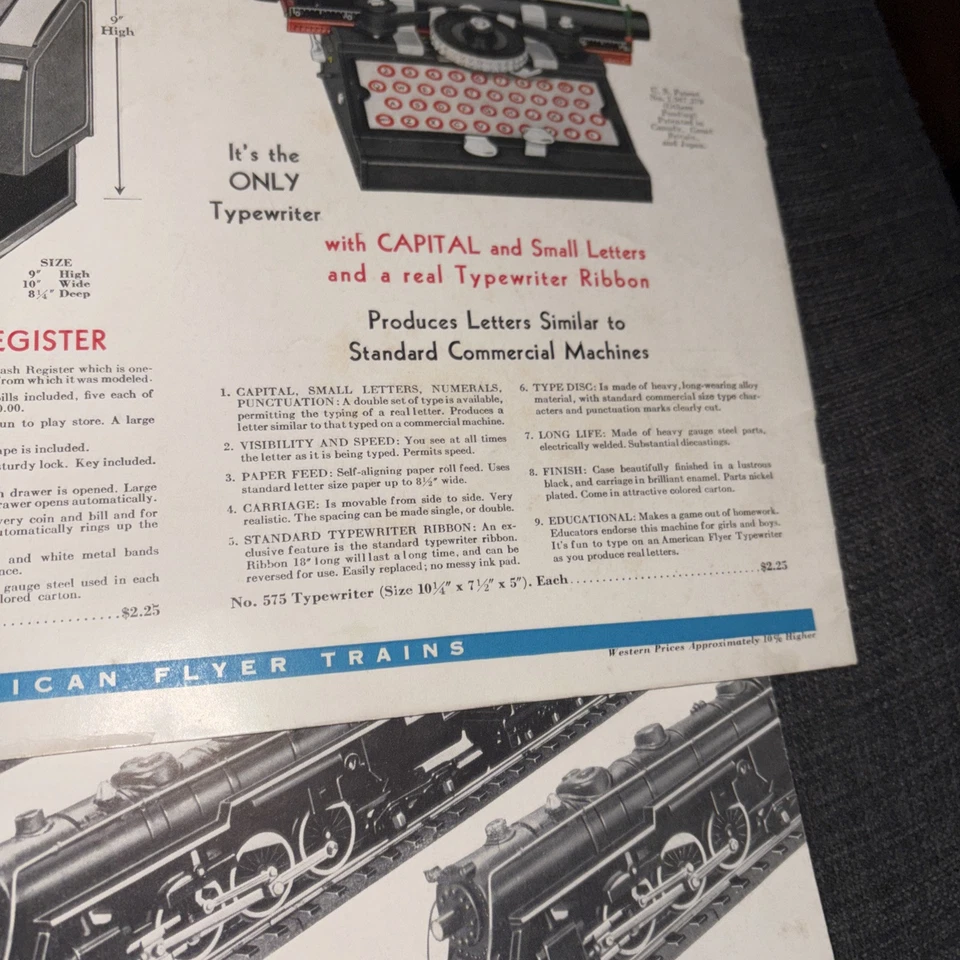 9″
High
SIZE
9″ High
10″ Wide
8¼″ Deep
EGISTER
ash Register which is one-
from which it was modeled.
ills included, five each of
0.00.
un to play store. A large
ape is included.
sturdy lock. Key included.
drawer is opened. Large
rawer opens automatically.
very coin and bill and for
utomatically rings up the
and white metal bands
nce.
gauge steel used in each
lored carton.
$2.25
It's the
ONLY
Typewriter
U. S. Patent
with CAPITAL and Small Letters
and a real Typewriter Ribbon
Produces Letters Similar to
Standard Commercial Machines
1. CAPITAL, SMALL LETTERS, NUMERALS,
PUNCTUATION: A double set of type is available,
permitting the typing of a real letter. Produces a
letter similar to that typed on a commercial machine.
2. VISIBILITY AND SPEED: You see at all times
the letter as it is being typed. Permits speed.
3. PAPER FEED: Self-aligning paper roll feed. Uses
standard letter size paper up to 8½″ wide.
4. CARRIAGE: Is movable from side to side. Very
realistic. The spacing can be made single, or double.
5. STANDARD TYPEWRITER RIBBON: An ex-
clusive feature is the standard typewriter ribbon.
Ribbon 18″ long will last a long time, and can be
reversed for use. Easily replaced; no messy ink pad.
6. TYPE DISC: Is made of heavy, long-wearing alloy
material, with standard commercial size type char-
acters and punctuation marks clearly cut.
7. LONG LIFE: Made of heavy gauge steel parts,
electrically welded. Substantial diecastings.
8. FINISH: Case beautifully finished in a lustrous
black, and carriage in brilliant enamel. Parts nickel
plated. Come in attractive colored carton.
9. EDUCATIONAL: Makes a game out of homework.
Educators endorse this machine for girls and boys.
It's fun to type on an American Flyer Typewriter
as you produce real letters.
No. 575 Typewriter (Size 10¼″ x 7½″ x 5″). Each..............................$2.25
ICAN FLYER TRAINS
Western Prices Approximately 10% Higher